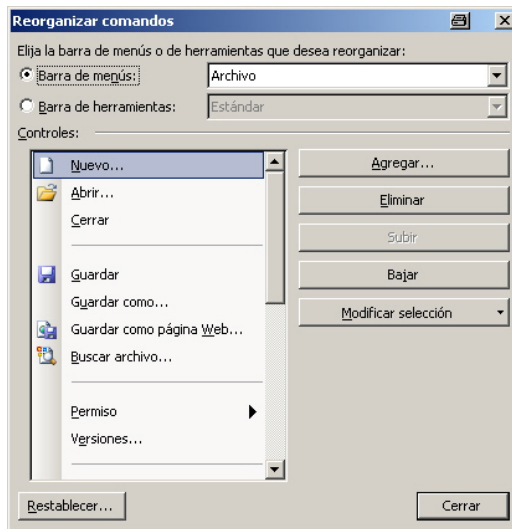 Reorganizar comandos
Elija la barra de menús o de herramientas que desea reorganizar:
Barra de menús:
Archivo
Barra de herramientas:
Estándar
Controles:
Nuevo...
Agregar...
Abrir...
Eliminar
Cerrar
Subir
Guardar
Bajar
Guardar como...
Modificar selección
Guardar como página Web...
Buscar archivo...
Permiso
Versiones...
Restablecer...
Cerrar